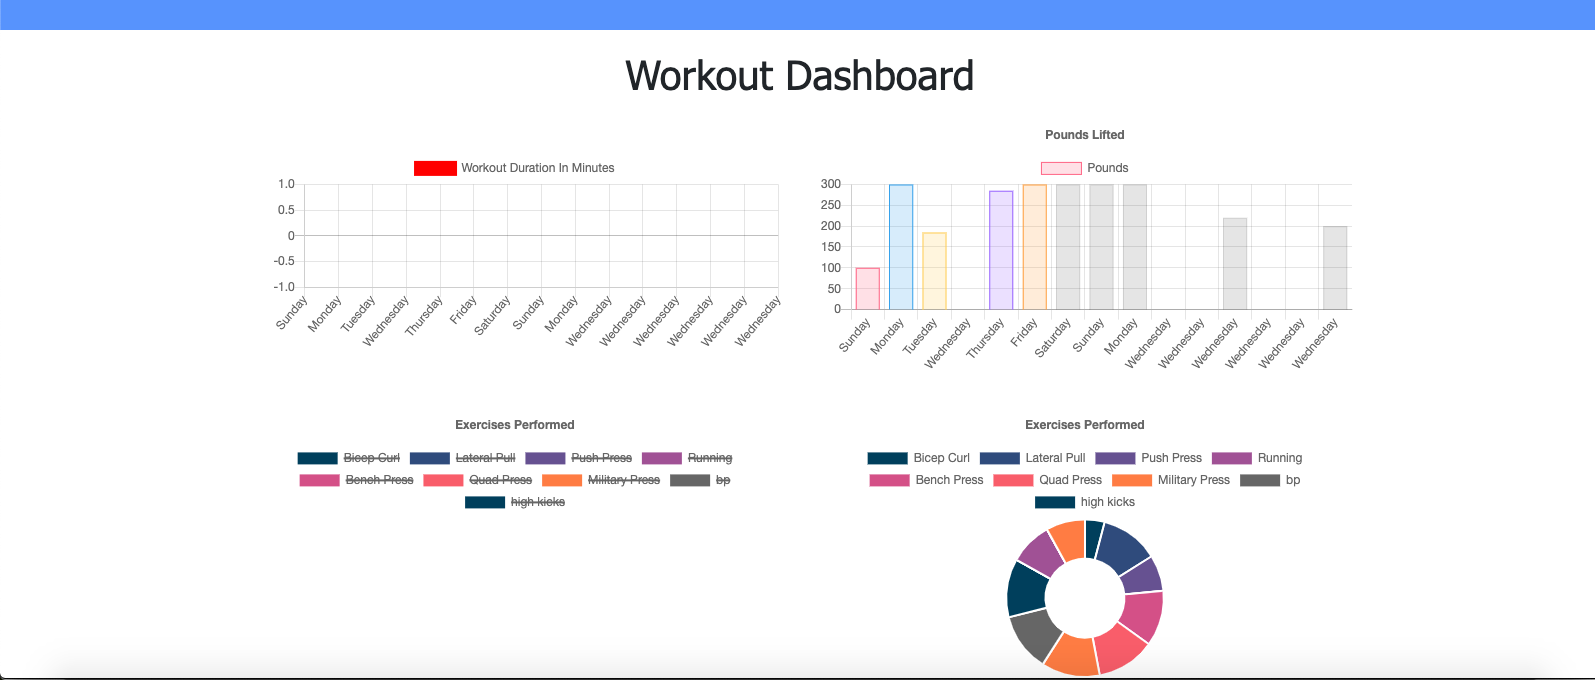 Workout Dashboard
Workout Duration In Minutes
1.0
0.5
0
-0.5
-1.0
Sunday
Monday
Tuesday
Wednesday
Thursday
Friday
Saturday
Sunday
Monday
Wednesday
Wednesday
Wednesday
Wednesday
Wednesday
Wednesday
Pounds Lifted
Pounds
300
250
200
150
100
50
0
Sunday
Monday
Tuesday
Wednesday
Thursday
Friday
Saturday
Sunday
Monday
Wednesday
Wednesday
Wednesday
Wednesday
Wednesday
Wednesday
Exercises Performed
Bicep Curl Lateral Pull Push Press Running
Bench Press Quad Press Military Press bp
high kicks
Exercises Performed
Bicep Curl Lateral Pull Push Press Running
Bench Press Quad Press Military Press bp
high kicks